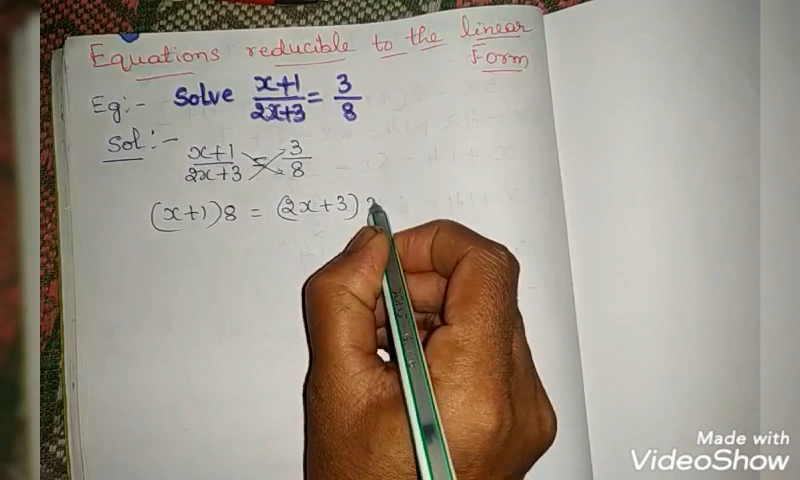 Equations reducible to the linear
Form
Eg:- Solve x+1/2x+3 = 3/8
Sol:-
x+1/2x+3 = 3/8
(x+1)8 = (2x+3)
Made with
VideoShow